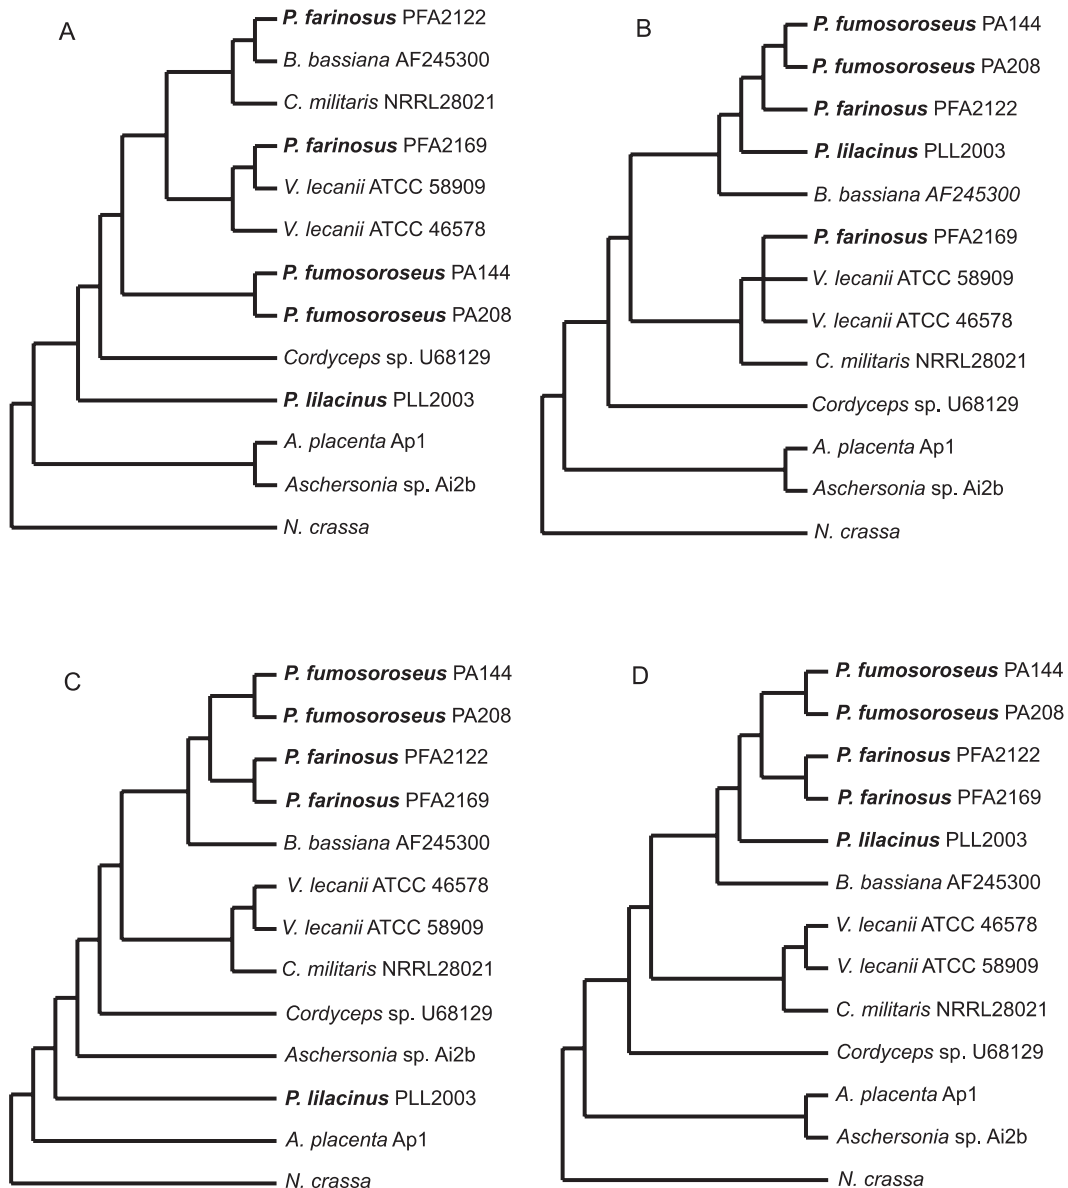 A
P. farinosus PFA2122
B. bassiana AF245300
C. militaris NRRL28021
P. farinosus PFA2169
V. lecanii ATCC 58909
V. lecanii ATCC 46578
P. fumosoroseus PA144
P. fumosoroseus PA208
Cordyceps sp. U68129
P. lilacinus PLL2003
A. placenta Ap1
Aschersonia sp. Ai2b
N. crassa
B
P. fumosoroseus PA144
P. fumosoroseus PA208
P. farinosus PFA2122
P. lilacinus PLL2003
B. bassiana AF245300
P. farinosus PFA2169
V. lecanii ATCC 58909
V. lecanii ATCC 46578
C. militaris NRRL28021
Cordyceps sp. U68129
A. placenta Ap1
Aschersonia sp. Ai2b
N. crassa
C
P. fumosoroseus PA144
P. fumosoroseus PA208
P. farinosus PFA2122
P. farinosus PFA2169
B. bassiana AF245300
V. lecanii ATCC 46578
V. lecanii ATCC 58909
C. militaris NRRL28021
Cordyceps sp. U68129
Aschersonia sp. Ai2b
P. lilacinus PLL2003
A. placenta Ap1
N. crassa
D
P. fumosoroseus PA144
P. fumosoroseus PA208
P. farinosus PFA2122
P. farinosus PFA2169
P. lilacinus PLL2003
B. bassiana AF245300
V. lecanii ATCC 46578
V. lecanii ATCC 58909
C. militaris NRRL28021
Cordyceps sp. U68129
A. placenta Ap1
Aschersonia sp. Ai2b
N. crassa